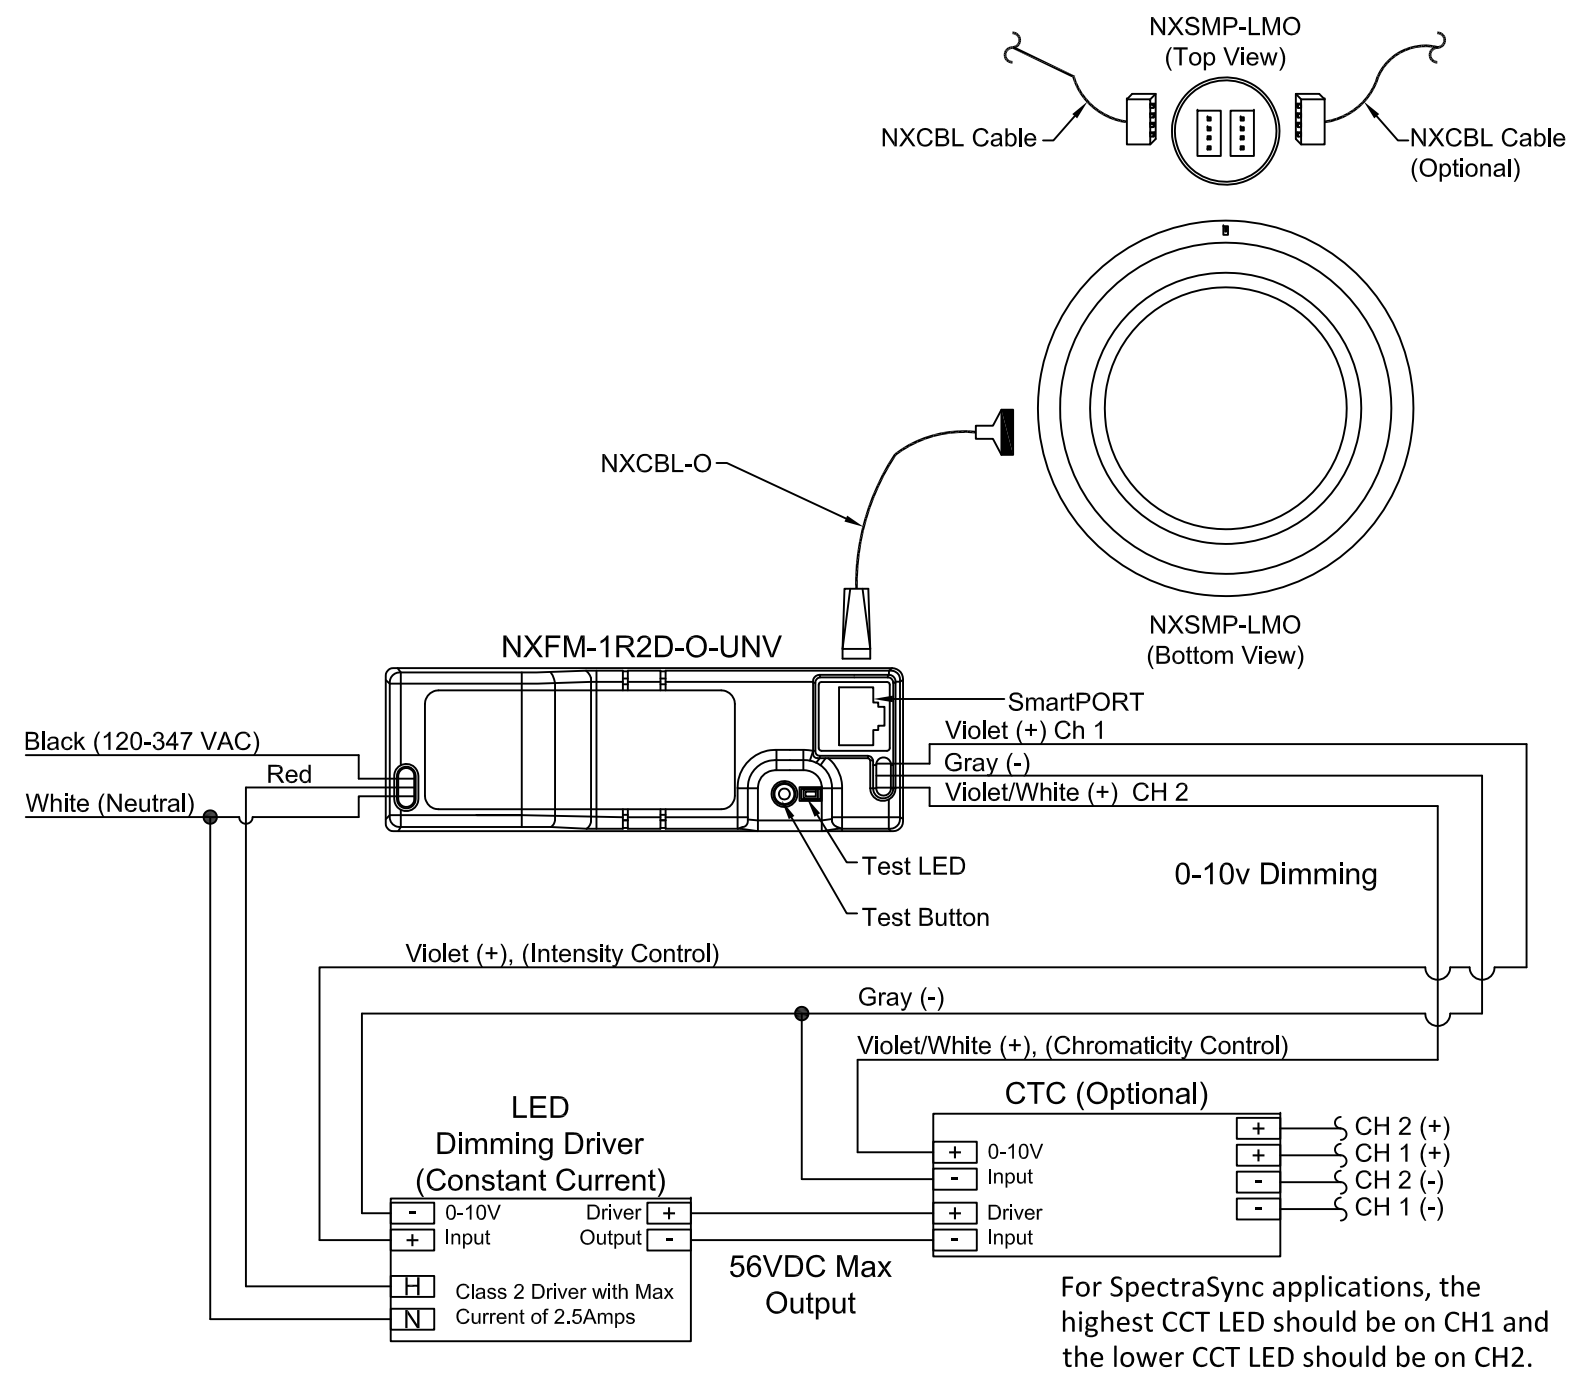 NXSMP-LMO
(Top View)
NXCBL Cable
NXCBL Cable
(Optional)
NXCBL-O
NXSMP-LMO
(Bottom View)
NXFM-1R2D-O-UNV
SmartPORT
Black (120-347 VAC)
Red
White (Neutral)
Violet (+) Ch 1
Gray (-)
Violet/White (+) CH 2
Test LED
Test Button
0-10v Dimming
Violet (+), (Intensity Control)
Gray (-)
Violet/White (+), (Chromaticity Control)
LED
Dimming Driver
(Constant Current)
- 0-10V
+ Input
Driver +
Output -
H
N
Class 2 Driver with Max
Current of 2.5Amps
56VDC Max
Output
CTC (Optional)
+ 0-10V
- Input
+ Driver
- Input
+ CH 2 (+)
+ CH 1 (+)
- CH 2 (-)
- CH 1 (-)
For SpectraSync applications, the
highest CCT LED should be on CH1 and
the lower CCT LED should be on CH2.